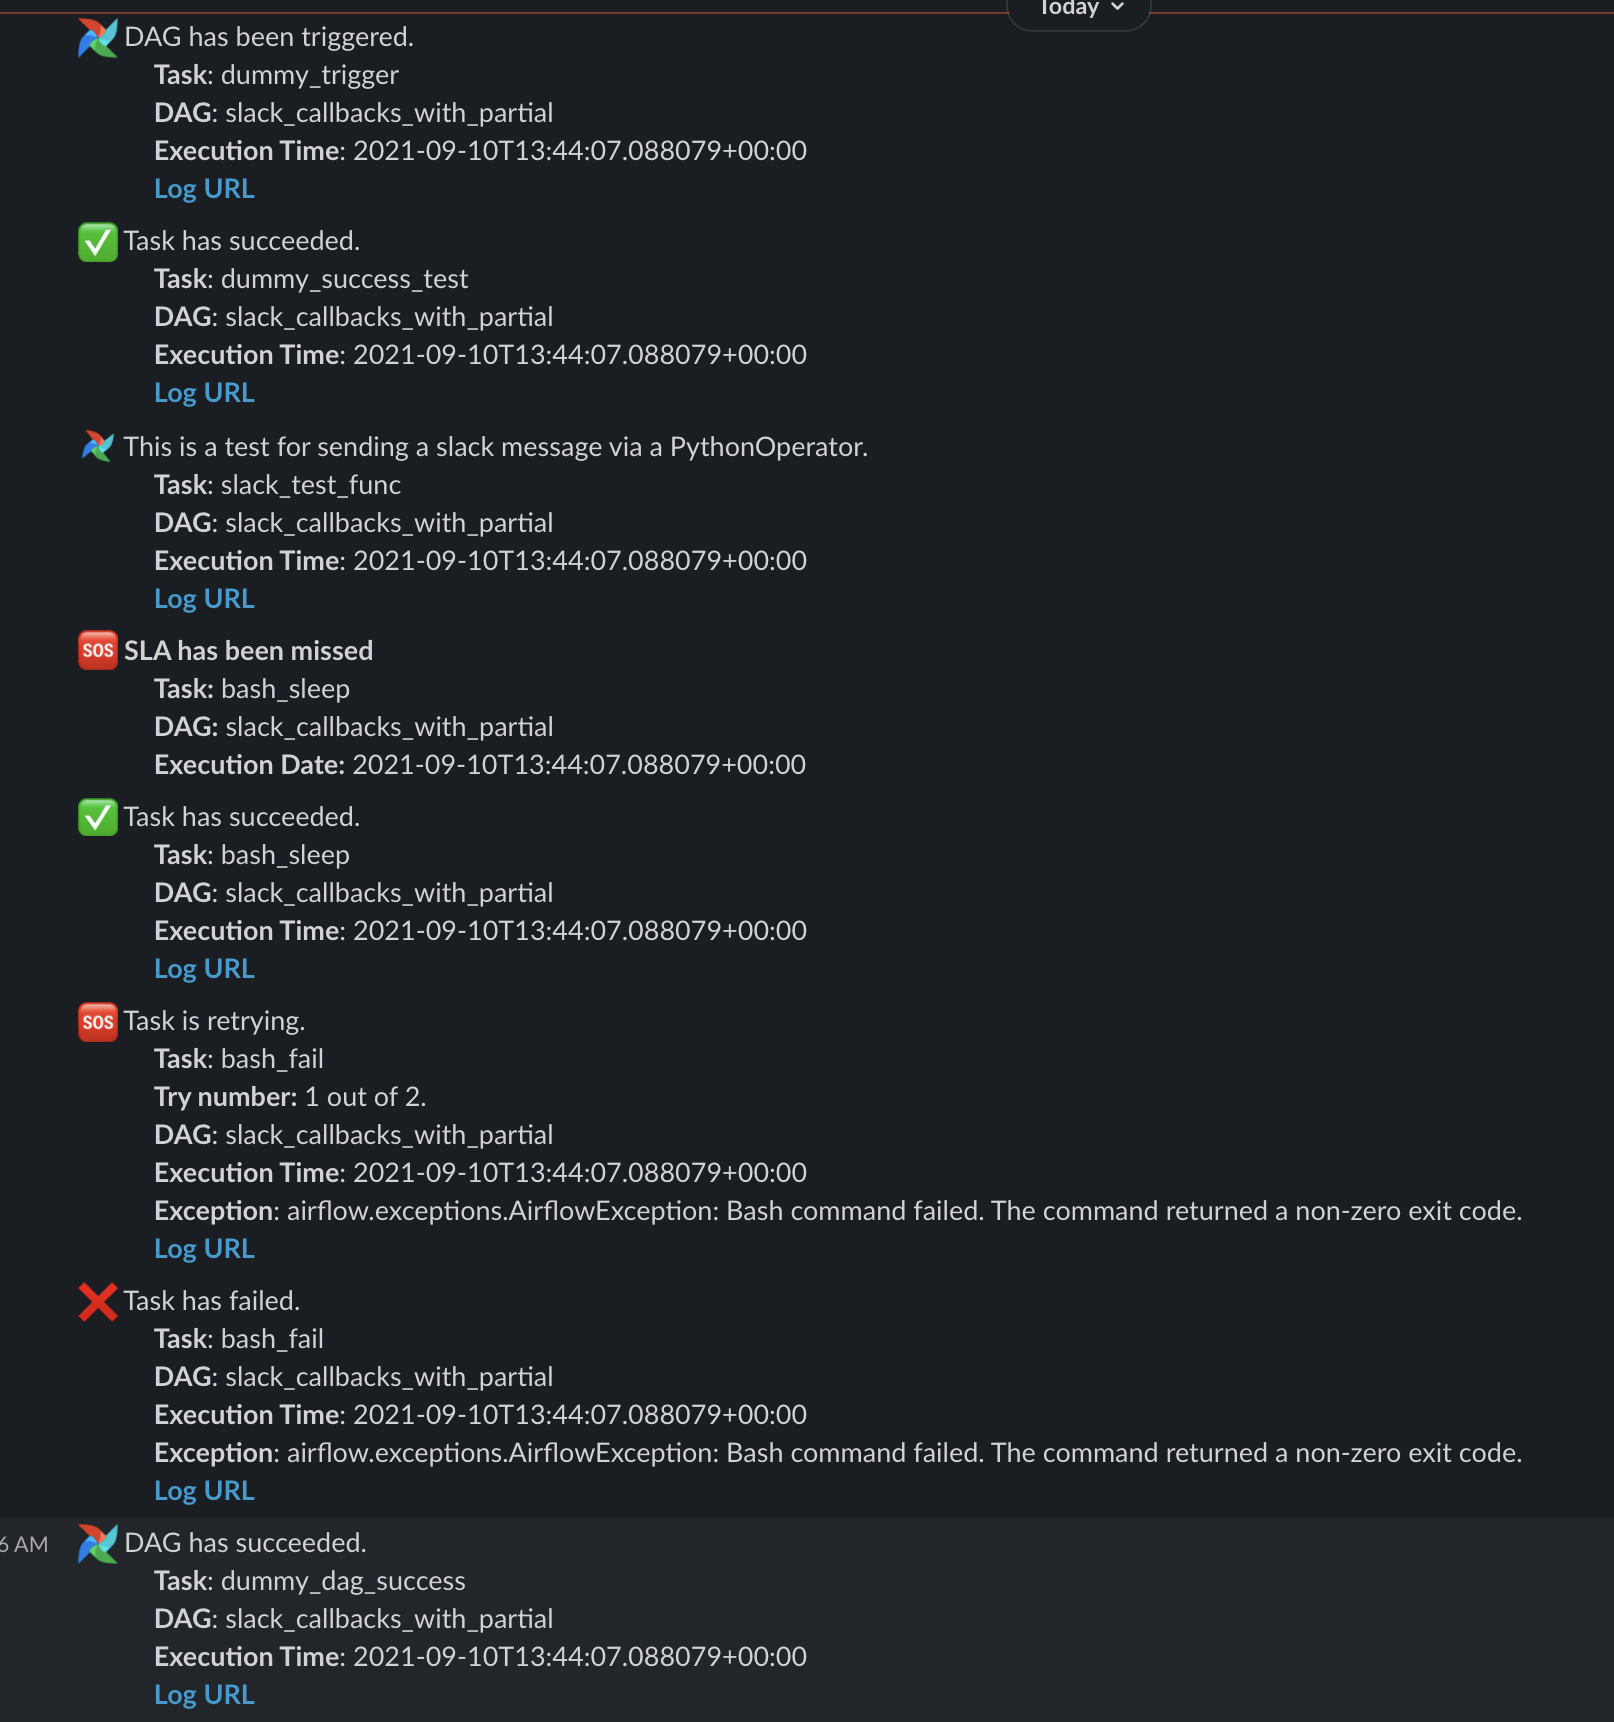 Today
DAG has been triggered.
Task: dummy_trigger
DAG: slack_callbacks_with_partial
Execution Time: 2021-09-10T13:44:07.088079+00:00
Log URL
Task has succeeded.
Task: dummy_success_test
DAG: slack_callbacks_with_partial
Execution Time: 2021-09-10T13:44:07.088079+00:00
Log URL
This is a test for sending a slack message via a PythonOperator.
Task: slack_test_func
DAG: slack_callbacks_with_partial
Execution Time: 2021-09-10T13:44:07.088079+00:00
Log URL
SOS SLA has been missed
Task: bash_sleep
DAG: slack_callbacks_with_partial
Execution Date: 2021-09-10T13:44:07.088079+00:00
Task has succeeded.
Task: bash_sleep
DAG: slack_callbacks_with_partial
Execution Time: 2021-09-10T13:44:07.088079+00:00
Log URL
SOS Task is retrying.
Task: bash_fail
Try number: 1 out of 2.
DAG: slack_callbacks_with_partial
Execution Time: 2021-09-10T13:44:07.088079+00:00
Exception: airflow.exceptions.AirflowException: Bash command failed. The command returned a non-zero exit code.
Log URL
Task has failed.
Task: bash_fail
DAG: slack_callbacks_with_partial
Execution Time: 2021-09-10T13:44:07.088079+00:00
Exception: airflow.exceptions.AirflowException: Bash command failed. The command returned a non-zero exit code.
Log URL
6 AM DAG has succeeded.
Task: dummy_dag_success
DAG: slack_callbacks_with_partial
Execution Time: 2021-09-10T13:44:07.088079+00:00
Log URL